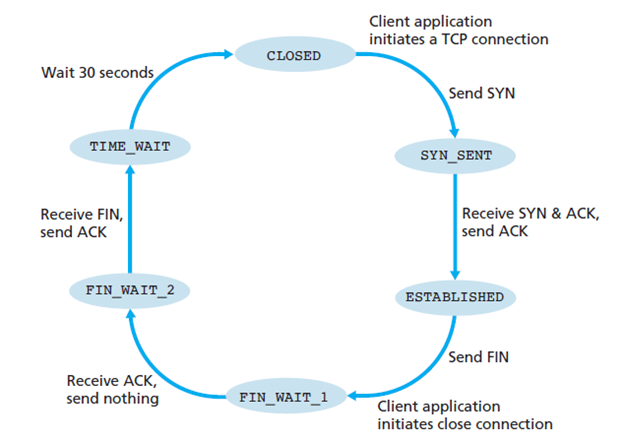 Client application
initiates a TCP connection
CLOSED
Wait 30 seconds
Send SYN
TIME_WAIT
SYN_SENT
Receive FIN,
send ACK
Receive SYN & ACK,
send ACK
FIN_WAIT_2
ESTABLISHED
Send FIN
Receive ACK,
send nothing
FIN_WAIT_1
Client application
initiates close connection